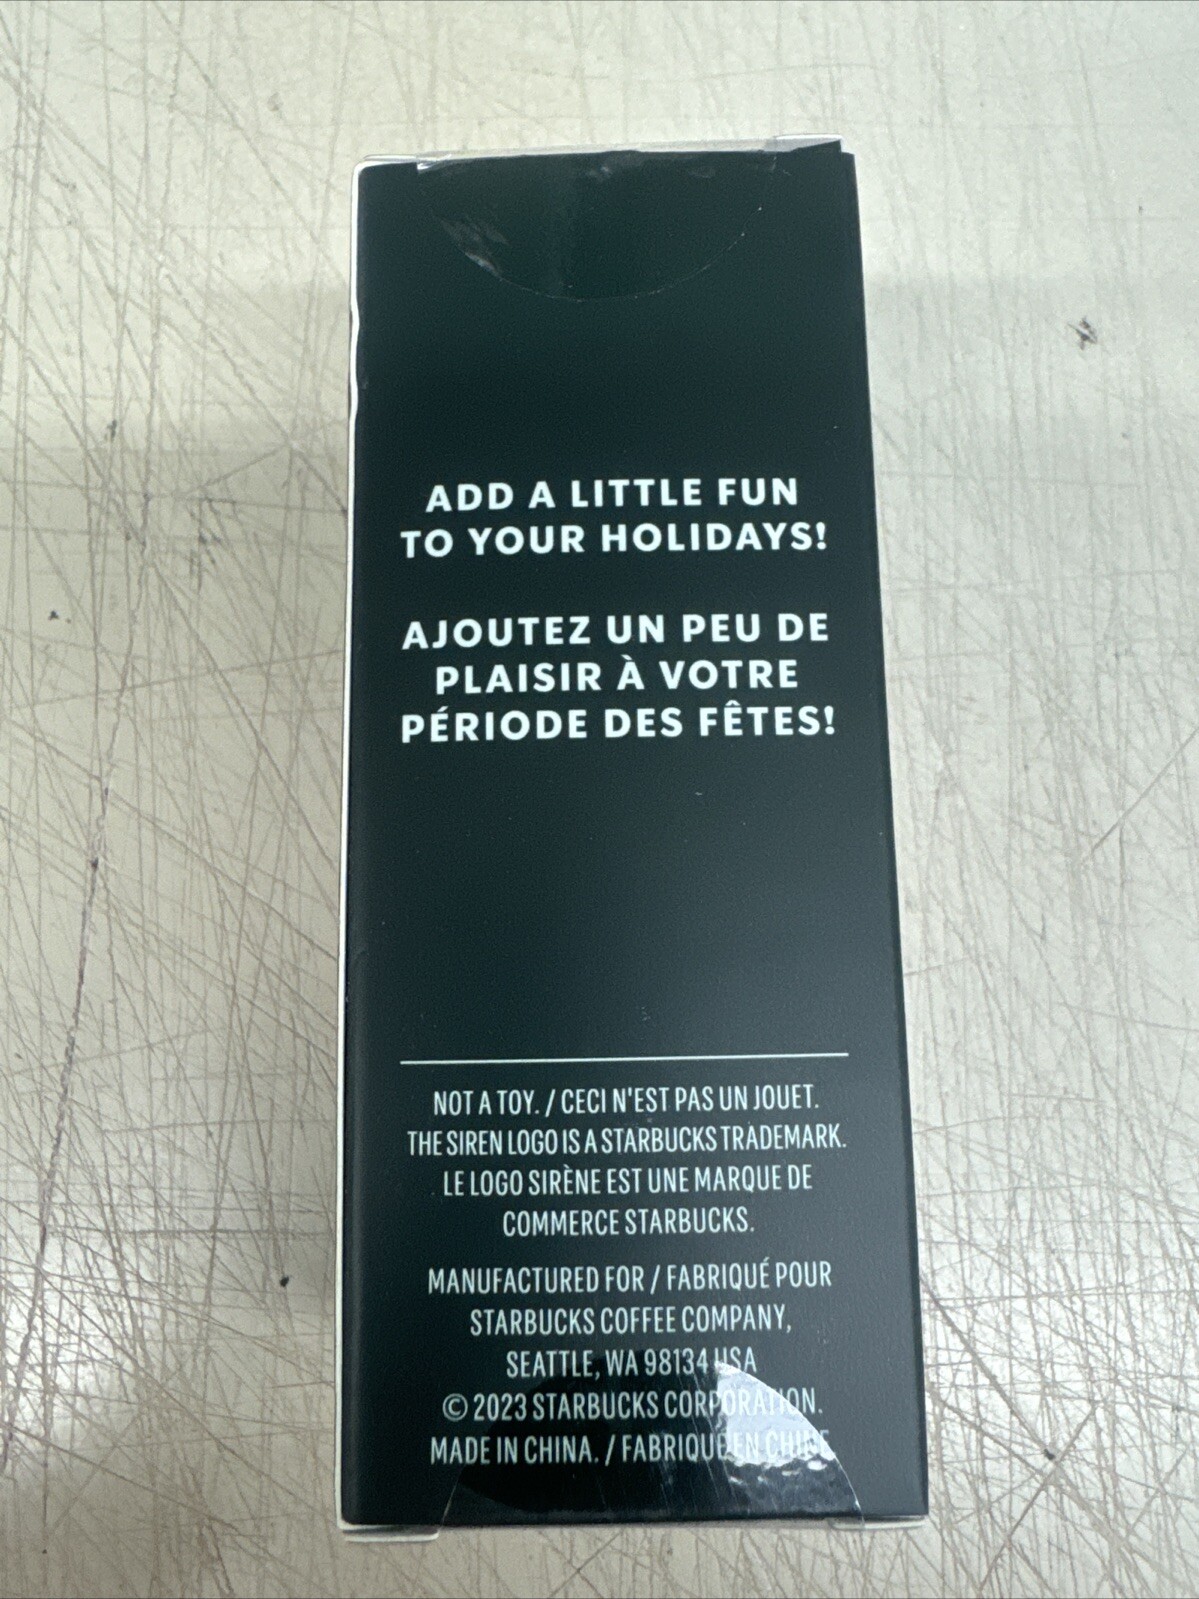 ADD A LITTLE FUN
TO YOUR HOLIDAYS!
AJOUTEZ UN PEU DE
PLAISIR À VOTRE
PÉRIODE DES FÊTES!
NOT A TOY. / CECI N'EST PAS UN JOUET.
THE SIREN LOGO IS A STARBUCKS TRADEMARK.
LE LOGO SIRÈNE EST UNE MARQUE DE
COMMERCE STARBUCKS.
MANUFACTURED FOR / FABRIQUÉ POUR
STARBUCKS COFFEE COMPANY,
SEATTLE, WA 98134 USA
© 2023 STARBUCKS CORPORATION.
MADE IN CHINA. / FABRIQUÉ EN CHINE.